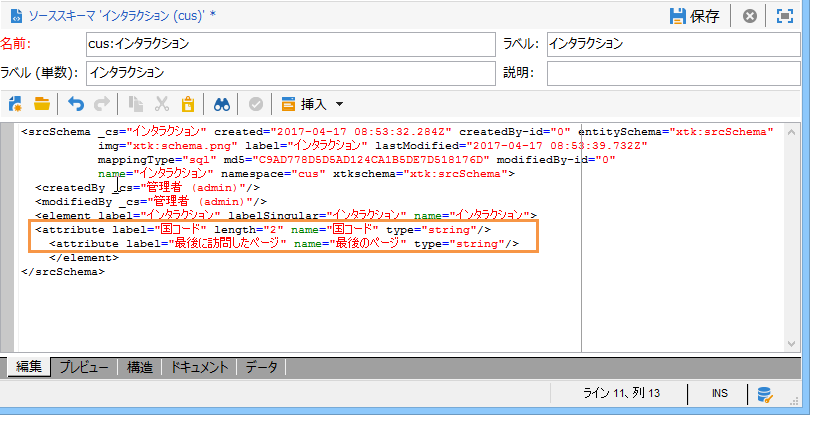 ソーススキーマ 'インタラクション (cus)' *
保存
名前: cus:インタラクション ラベル: インタラクション
ラベル (単数): インタラクション 説明:
挿入
<srcSchema _cs="インタラクション" created="2017-04-17 08:53:32.284Z" createdBy-id="0" entitySchema="xtk:srcSchema"
img="xtk:schema.png" label="インタラクション" lastModified="2017-04-17 08:53:39.732Z"
mappingType="sql" md5="C9AD778D5D5AD124CA1B5DE7D518176D" modifiedBy-id="0"
name="インタラクション" namespace="cus" xtkschema="xtk:srcSchema">
<createdBy _cs="管理者 (admin)"/>
<modifiedBy _cs="管理者 (admin)"/>
<element label="インタラクション" labelSingular="インタラクション" name="インタラクション">
<attribute label="国コード" length="2" name="国コード" type="string"/>
<attribute label="最後に訪問したページ" name="最後のページ" type="string"/>
</element>
</srcSchema>
編集 プレビュー 構造 ドキュメント データ
ライン 11、列 13 INS